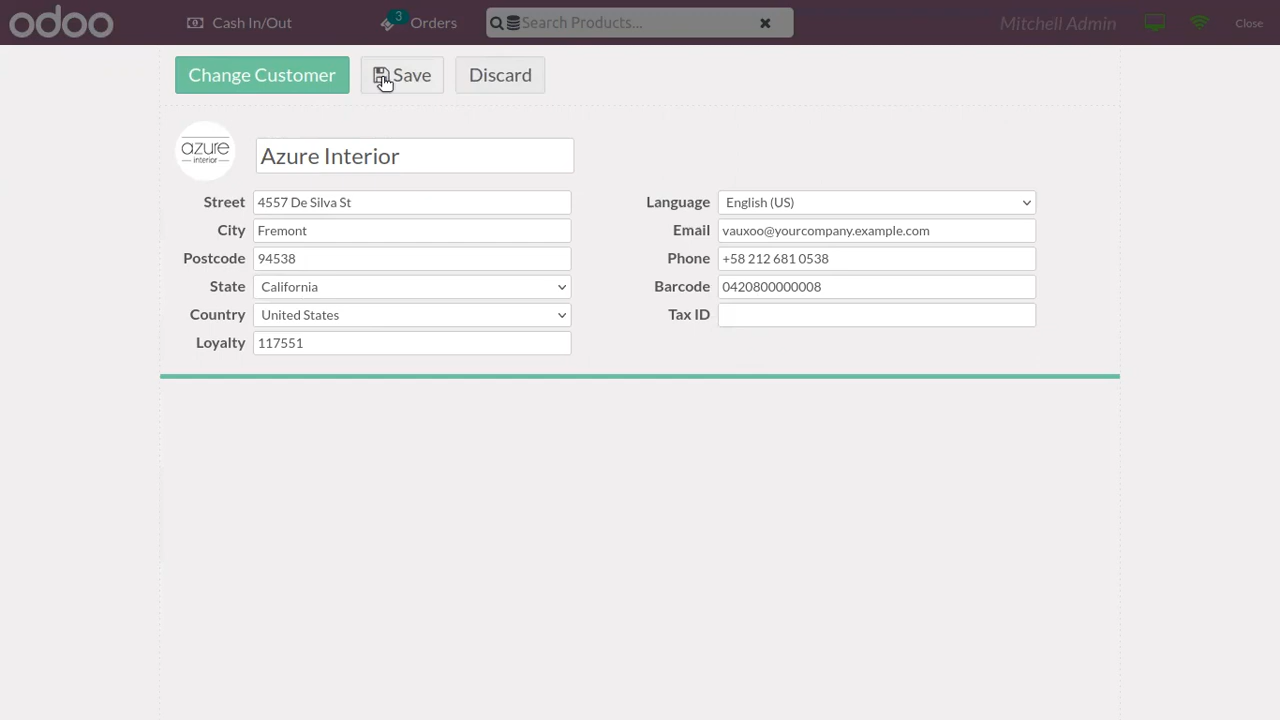 odoo Cash In/Out 3 Orders Search Products... Mitchell Admin Close
Change Customer Save Discard
azure
interior
Azure Interior
Street 4557 De Silva St Language English (US)
City Fremont Email vauxoo@yourcompany.example.com
Postcode 94538 Phone +58 212 681 0538
State California Barcode 0420800000008
Country United States Tax ID
Loyalty 117551